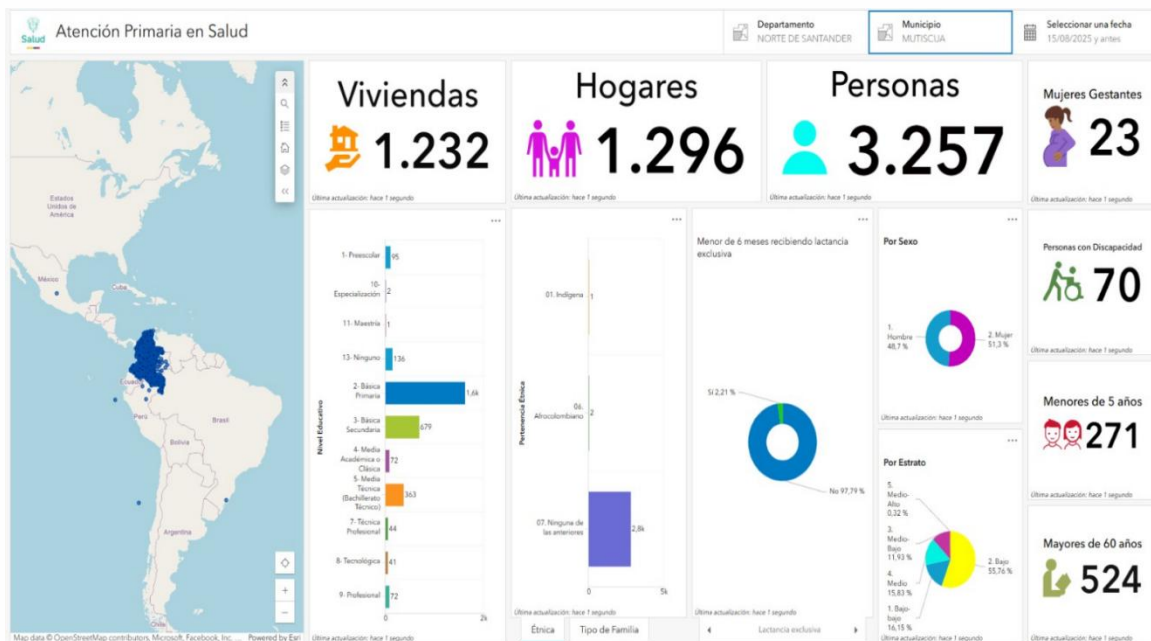 Salud
Atención Primaria en Salud
Departamento
NORTE DE SANTANDER
Municipio
MUTISCUA
Seleccionar una fecha
15/08/2025 y antes
Estados
Unidos de
América
México
Cuba
Ecuador
Perú
Brasil
Bolivia
Argentina
Chile
Map data © OpenStreetMap contributors, Microsoft, Facebook, Inc. ...
Powered by Esri
Viviendas
1.232
Última actualización: hace 1 segundo
Hogares
1.296
Última actualización: hace 1 segundo
Personas
3.257
Última actualización: hace 1 segundo
Mujeres Gestantes
23
Última actualización: hace 1 segundo
Nivel Educativo
1- Preescolar
95
10-
Especialización
2
11- Maestría
1
13- Ninguno
136
2- Básica
Primaria
1,6k
3- Básica
Secundaria
679
4- Media
Académica o
Clásica
72
5- Media
Técnica
(Bachillerato
Técnico)
363
7- Técnica
Profesional
44
8- Tecnológica
41
9- Profesional
72
0
2k
Última actualización: hace 1 segundo
Pertenencia Étnica
01. Indígena
1
06.
Afrocolombiano
2
07. Ninguna de
las anteriores
2,8k
0
5k
Última actualización: hace 1 segundo
Étnica
Tipo de Familia
Menor de 6 meses recibiendo lactancia
exclusiva
Sí 2,21 %
No 97,79 %
Última actualización: hace 1 segundo
Lactancia exclusiva
Por Sexo
1.
Hombre
48,7 %
2. Mujer
51,3 %
Última actualización: hace 1 segundo
Por Estrato
5.
Medio-
Alto
0,32 %
3.
Medio-
Bajo
11,93 %
4.
Medio
15,83 %
1. Bajo-
bajo
16,15 %
2. Bajo
55,76 %
Última actualización: hace 1 segundo
Personas con Discapacidad
70
Última actualización: hace 1 segundo
Menores de 5 años
271
Última actualización: hace 1 segundo
Mayores de 60 años
524
Última actualización: hace 1 segundo